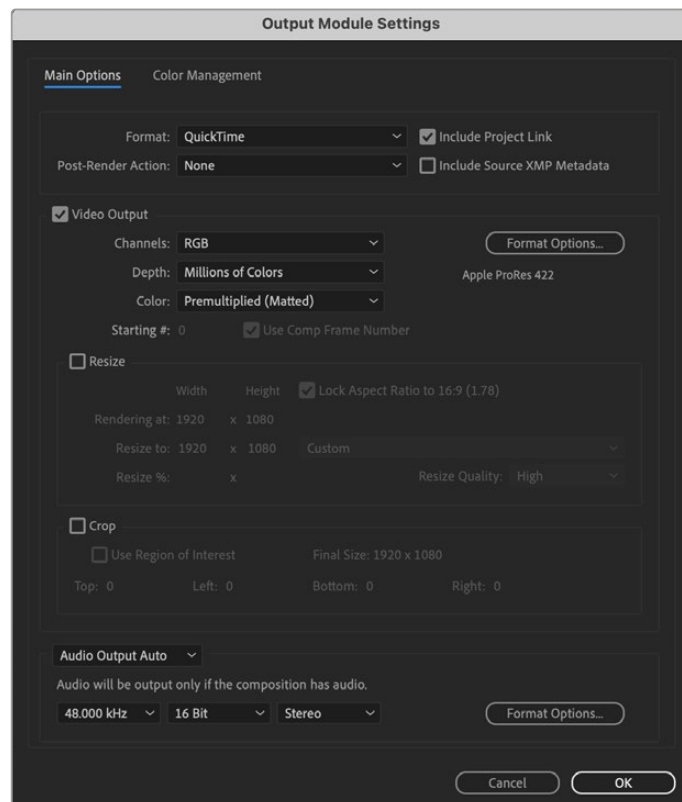 Output Module Settings
Main Options Color Management
Format: QuickTime Include Project Link
Post-Render Action: None Include Source XMP Metadata
Video Output
Channels: RGB Format Options...
Depth: Millions of Colors Apple ProRes 422
Color: Premultiplied (Matted)
Starting #: 0 Use Comp Frame Number
Resize
Width Height Lock Aspect Ratio to 16:9 (1.78)
Rendering at: 1920 x 1080
Resize to: 1920 x 1080 Custom
Resize %: x Resize Quality: High
Crop
Use Region of Interest Final Size: 1920 x 1080
Top: 0 Left: 0 Bottom: 0 Right: 0
Audio Output Auto
Audio will be output only if the composition has audio.
48.000 kHz 16 Bit Stereo Format Options...
Cancel OK